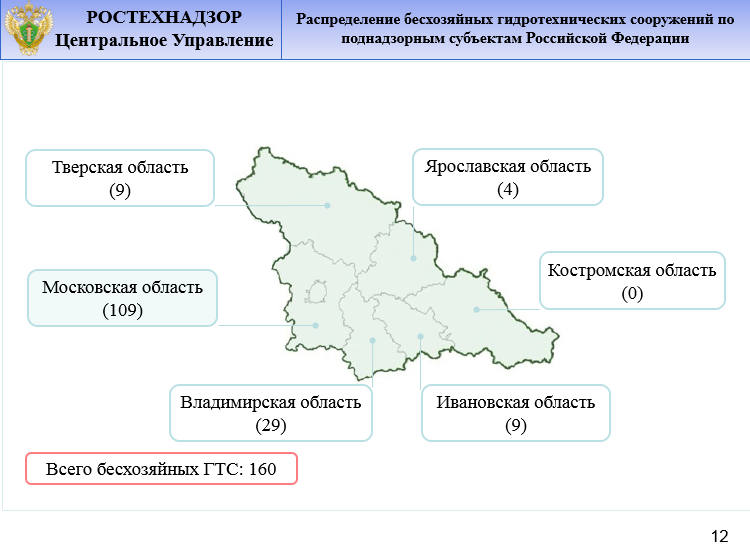 РОСТЕХНАДЗОР
Центральное Управление
Распределение бесхозяйных гидротехнических сооружений по
поднадзорным субъектам Российской Федерации
Тверская область
(9)
Ярославская область
(4)
Московская область
(109)
Костромская область
(0)
Владимирская область
(29)
Ивановская область
(9)
Всего бесхозяйных ГТС: 160
12